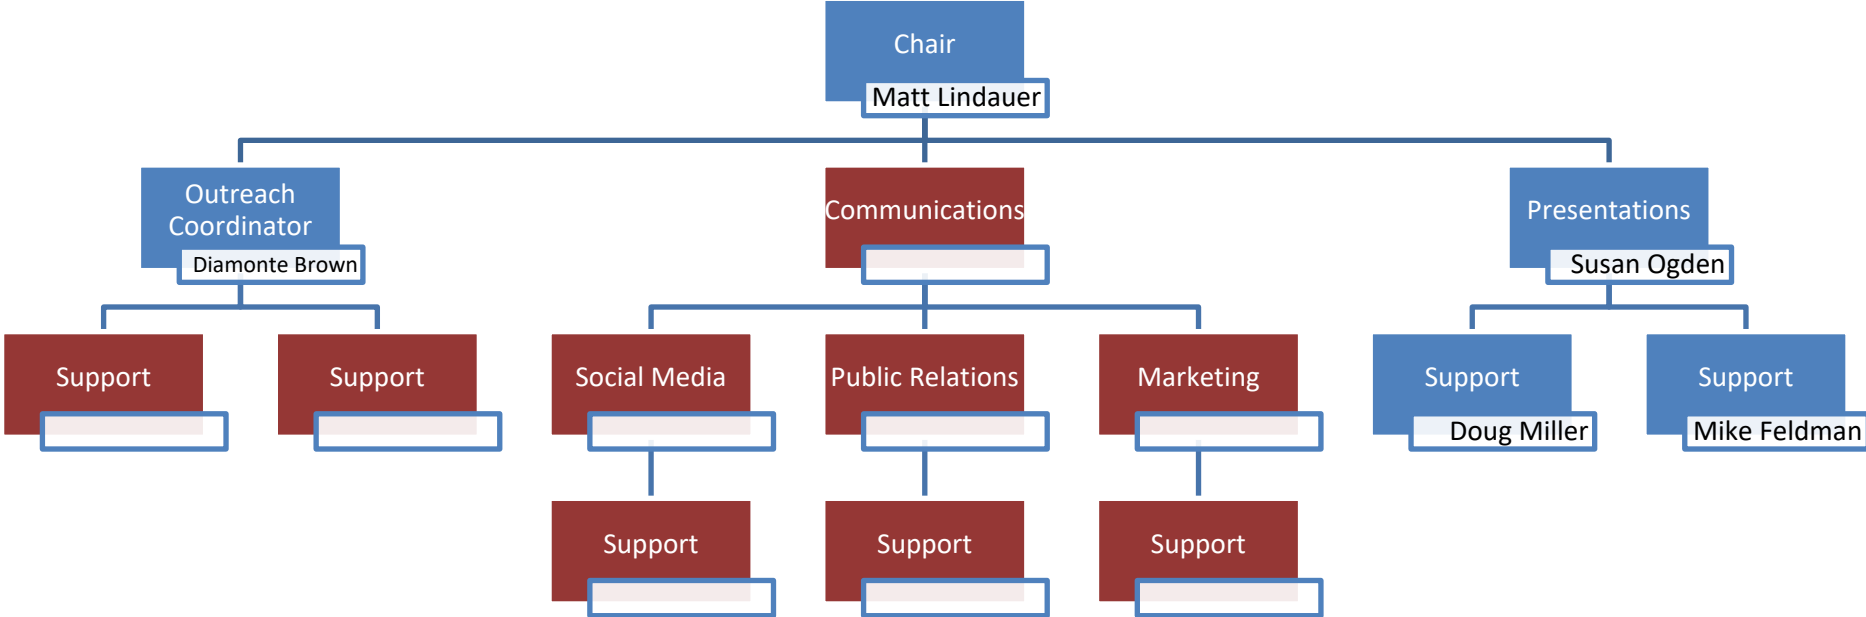 Chair
Matt Lindauer
Outreach
Coordinator
Diamonte Brown
Communications
Presentations
Susan Ogden
Support
Support
Social Media
Public Relations
Marketing
Support
Doug Miller
Support
Mike Feldman
Support
Support
Support